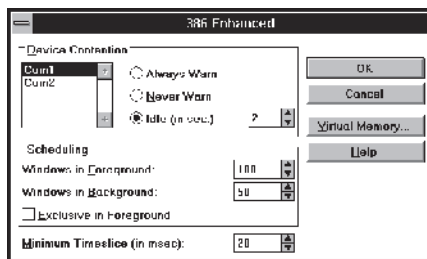 386 Enhanced
Device Contention
Com1
Com2
Always Warn
Never Warn
Idle (in sec.) 2
OK
Cancel
Virtual Memory...
Help
Scheduling
Windows in Foreground: 100
Windows in Background: 50
Exclusive in Foreground
Minimum Timeslice (in msec): 20